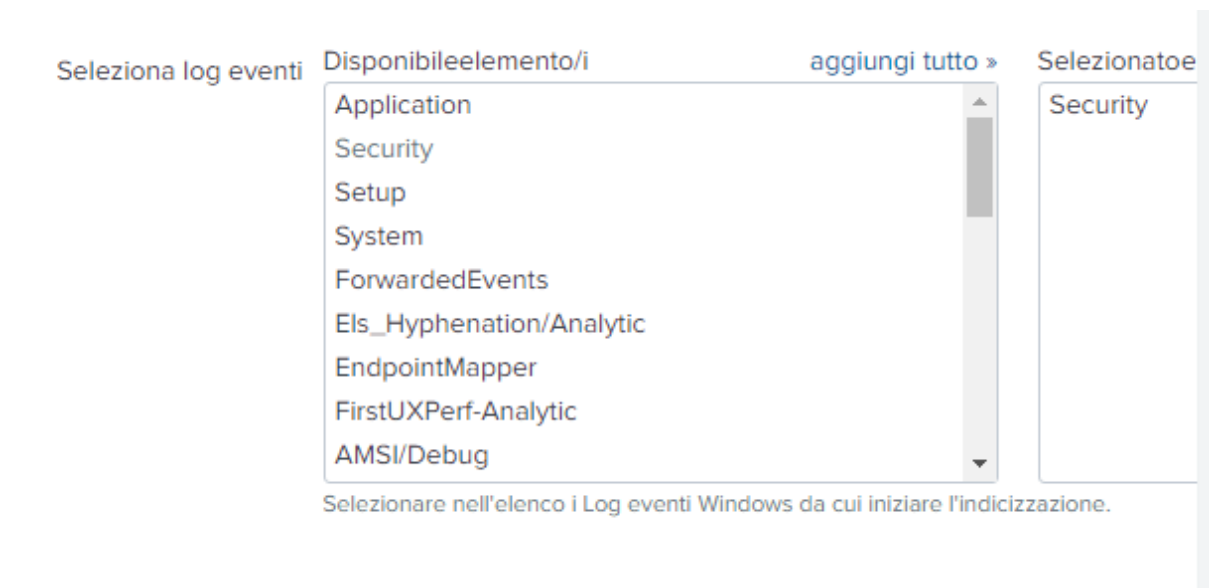 Seleziona log eventi
Disponibileelemento/i
aggiungi tutto »
Selezionatoe
Application
Security
Setup
System
ForwardedEvents
Els_Hyphenation/Analytic
EndpointMapper
FirstUXPerf-Analytic
AMSI/Debug
Security
Selezionare nell'elenco i Log eventi Windows da cui iniziare l'indicizzazione.